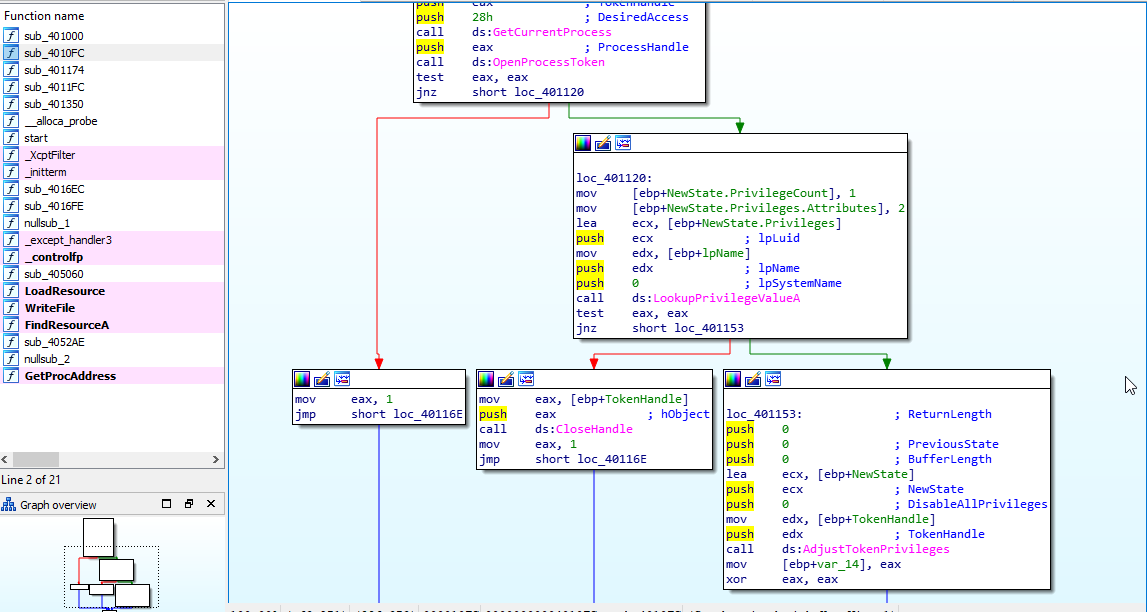 Function name
sub_401000
sub_4010FC
sub_401174
sub_4011FC
sub_401350
__alloca_probe
start
_XcptFilter
_initterm
sub_4016EC
sub_4016FE
nullsub_1
_except_handler3
_controlfp
sub_405060
LoadResource
WriteFile
FindResourceA
sub_4052AE
nullsub_2
GetProcAddress
Line 2 of 21
Graph overview
push eax ; TokenHandle
push 28h ; DesiredAccess
call ds:GetCurrentProcess
push eax ; ProcessHandle
call ds:OpenProcessToken
test eax, eax
jnz short loc_401120
loc_401120:
mov [ebp+NewState.PrivilegeCount], 1
mov [ebp+NewState.Privileges.Attributes], 2
lea ecx, [ebp+NewState.Privileges]
push ecx ; lpLuid
mov edx, [ebp+lpName]
push edx ; lpName
push 0 ; lpSystemName
call ds:LookupPrivilegeValueA
test eax, eax
jnz short loc_401153
mov eax, 1
jmp short loc_40116E
mov eax, [ebp+TokenHandle]
push eax ; hObject
call ds:CloseHandle
mov eax, 1
jmp short loc_40116E
loc_401153: ; ReturnLength
push 0
push 0 ; PreviousState
push 0 ; BufferLength
lea ecx, [ebp+NewState]
push ecx ; NewState
push 0 ; DisableAllPrivileges
mov edx, [ebp+TokenHandle]
push edx ; TokenHandle
call ds:AdjustTokenPrivileges
mov [ebp+var_14], eax
xor eax, eax